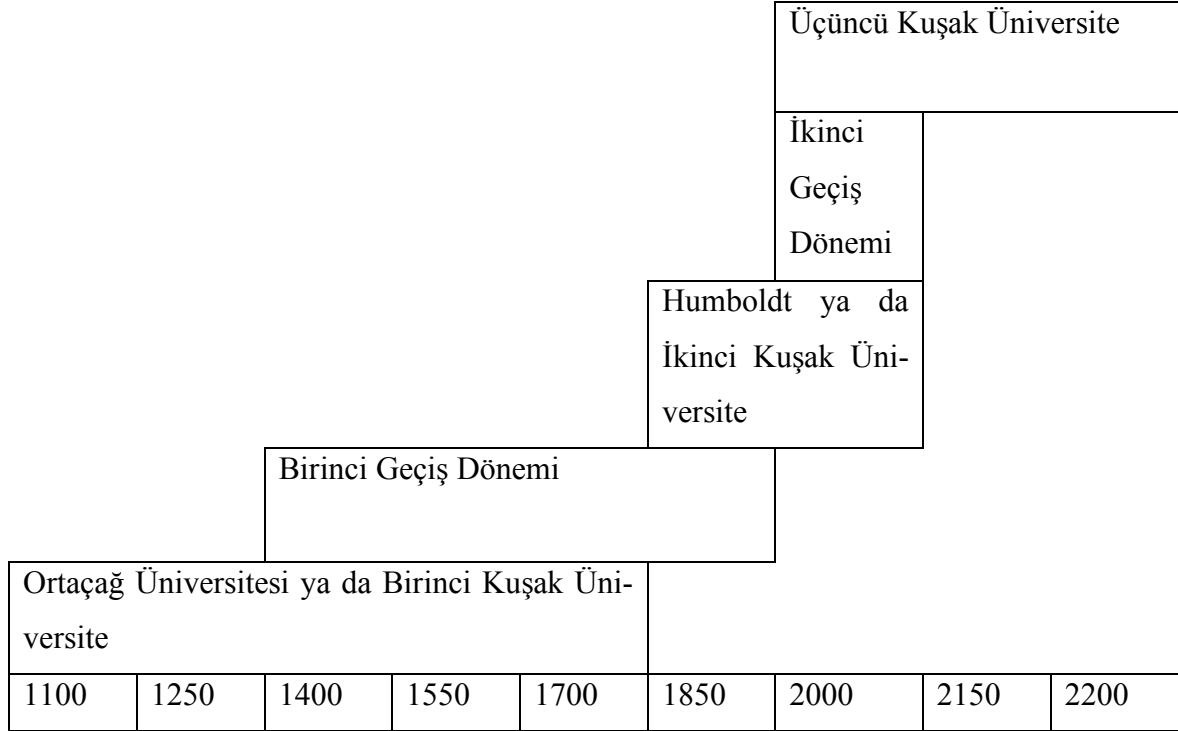 Üçüncü Kuşak Üniversite
İkinci
Geçiş
Dönemi
Humboldt ya da
İkinci Kuşak Üni-
versite
Birinci Geçiş Dönemi
Ortaçağ Üniversitesi ya da Birinci Kuşak Üni-
versite
1100 1250 1400 1550 1700 1850 2000 2150 2200